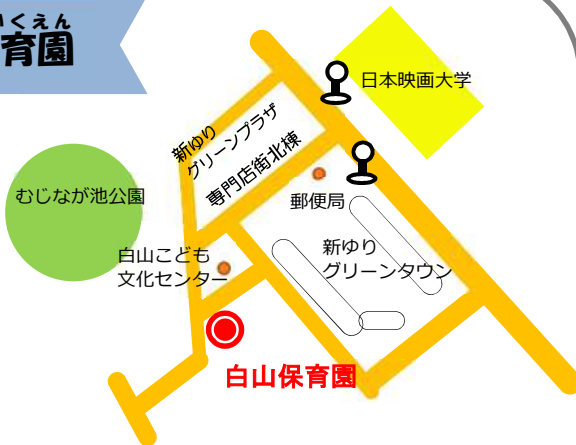 くえん
育園
日本映画大学
新ゆり
グリーンプラザ
専門店街北棟
むじなが池公園
郵便局
白山こども
文化センター
新ゆり
グリーンタウン
白山保育園